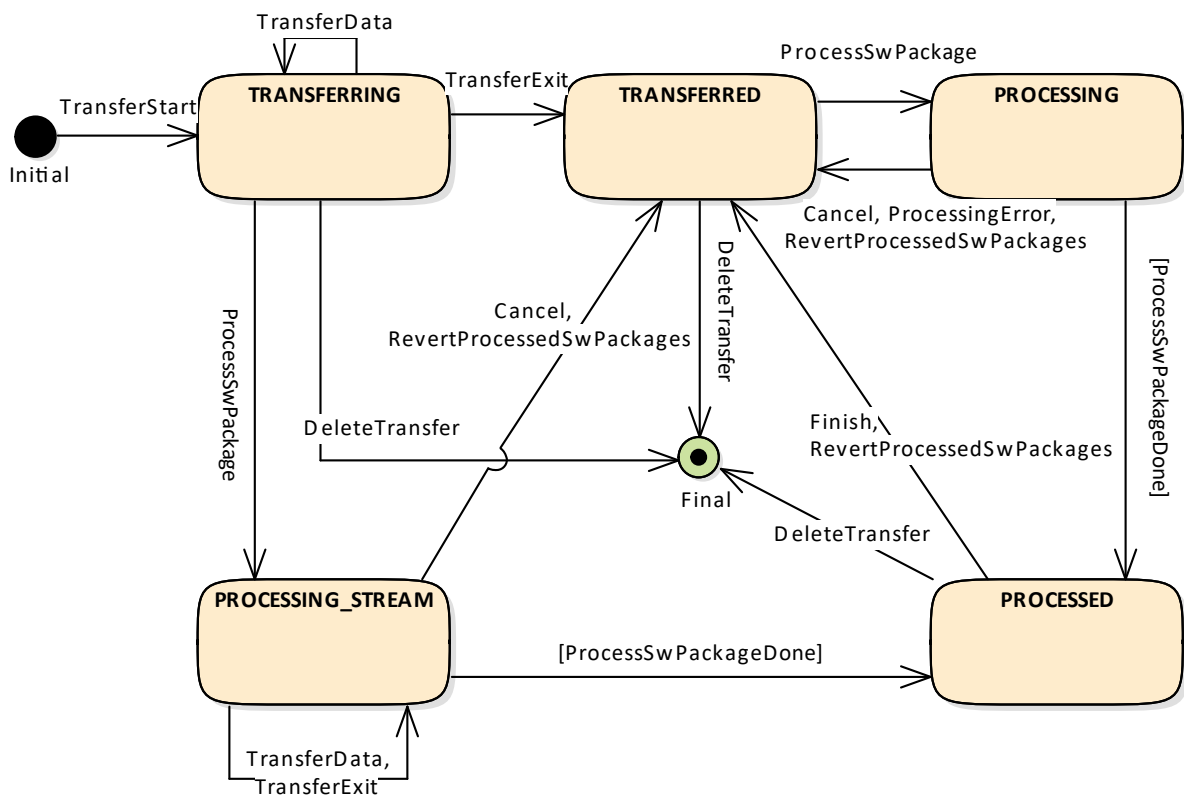 TransferData
TransferStart
TransferExit
ProcessSwPackage
TRANSFERRING
TRANSFERRED
PROCESSING
Initial
Cancel, ProcessingError,
RevertProcessedSwPackages
DeleteTransfer
[ProcessSwPackageDone]
ProcessSwPackage
Cancel,
RevertProcessedSwPackages
DeleteTransfer
Finish,
RevertProcessedSwPackages
Final
DeleteTransfer
PROCESSING_STREAM
PROCESSED
[ProcessSwPackageDone]
TransferData,
TransferExit